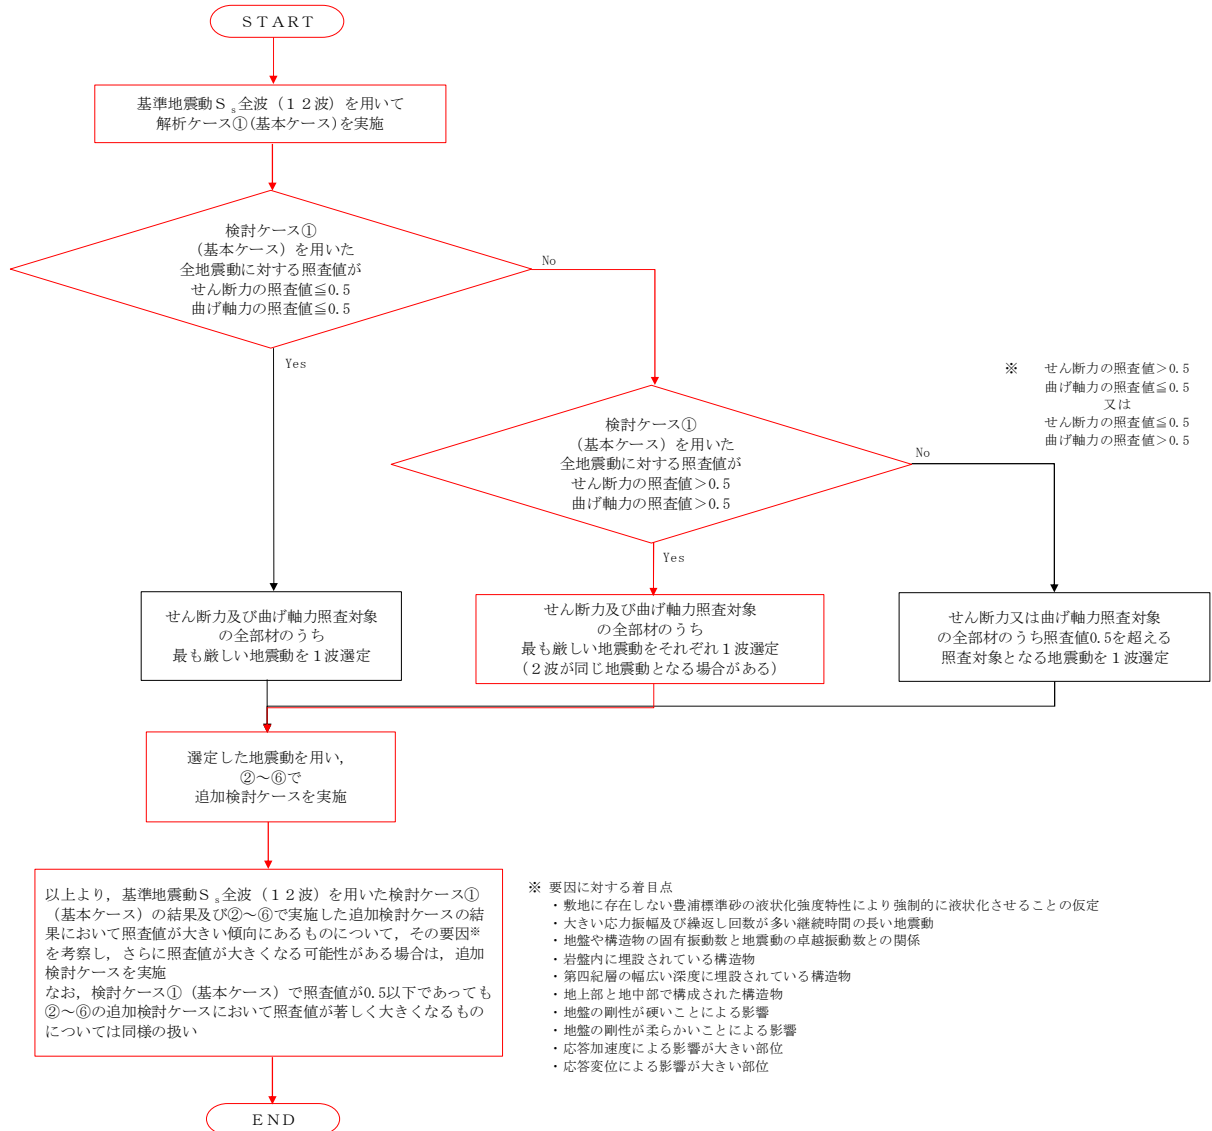 START
基準地震動Ｓs全波（１２波）を用いて
解析ケース①(基本ケース)を実施
検討ケース①
（基本ケース）を用いた
全地震動に対する照査値が
せん断力の照査値≦0.5
曲げ軸力の照査値≦0.5
No
Yes
※　せん断力の照査値＞0.5
曲げ軸力の照査値≦0.5
又は
せん断力の照査値≦0.5
曲げ軸力の照査値＞0.5
検討ケース①
（基本ケース）を用いた
全地震動に対する照査値が
せん断力の照査値＞0.5
曲げ軸力の照査値＞0.5
No
Yes
せん断力及び曲げ軸力照査対象
の全部材のうち
最も厳しい地震動を１波選定
せん断力及び曲げ軸力照査対象
の全部材のうち
最も厳しい地震動をそれぞれ１波選定
（２波が同じ地震動となる場合がある）
せん断力又は曲げ軸力照査対象
の全部材のうち照査値0.5を超える
照査対象となる地震動を１波選定
選定した地震動を用い，
②～⑥で
追加検討ケースを実施
以上より，基準地震動Ｓs全波（１２波）を用いた検討ケース①
（基本ケース）の結果及び②～⑥で実施した追加検討ケースの結
果において照査値が大きい傾向にあるものについて，その要因※
を考察し，さらに照査値が大きくなる可能性がある場合は，追加
検討ケースを実施
なお，検討ケース①（基本ケース）で照査値が0.5以下であっても
②～⑥の追加検討ケースにおいて照査値が著しく大きくなるもの
については同様の扱い
※ 要因に対する着目点
・敷地に存在しない豊浦標準砂の液状化強度特性により強制的に液状化させることの仮定
・大きい応力振幅及び繰返し回数が多い継続時間の長い地震動
・地盤や構造物の固有振動数と地震動の卓越振動数との関係
・岩盤内に埋設されている構造物
・第四紀層の幅広い深度に埋設されている構造物
・地上部と地中部で構成された構造物
・地盤の剛性が硬いことによる影響
・地盤の剛性が柔らかいことによる影響
・応答加速度による影響が大きい部位
・応答変位による影響が大きい部位
END